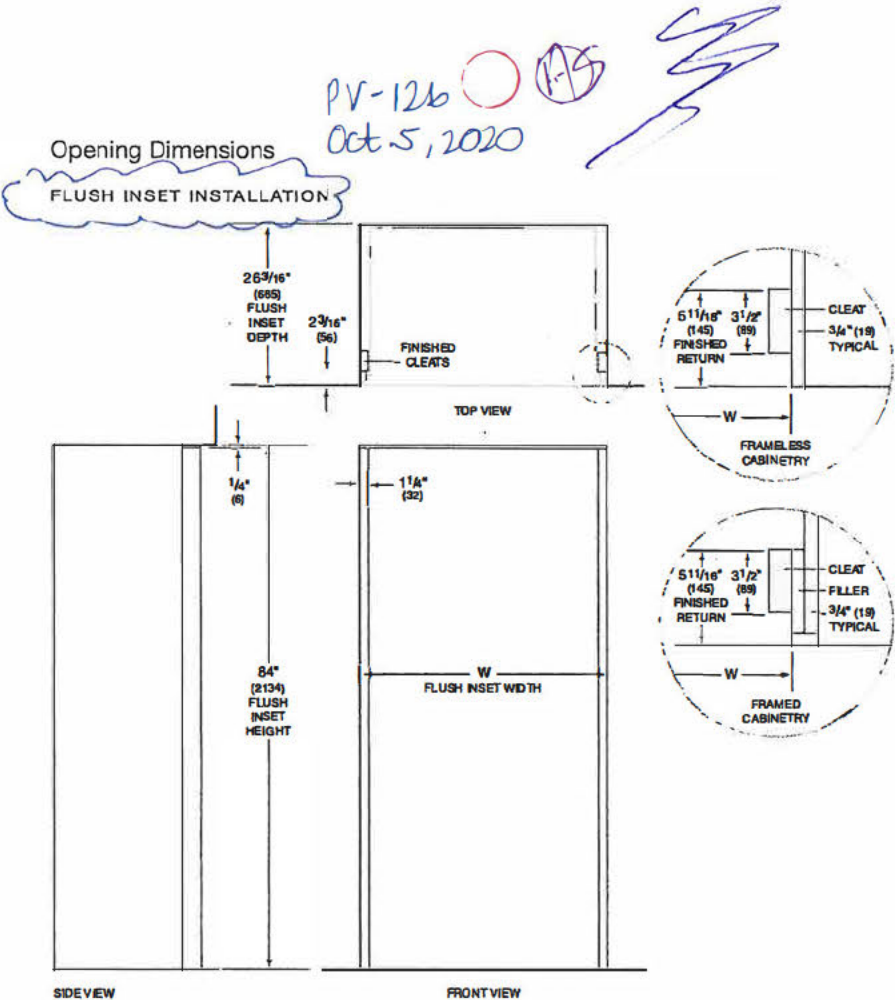 PV-126
Oct 5, 2020
Opening Dimensions
FLUSH INSET INSTALLATION
26 3/16"
(665)
FLUSH
INSET
DEPTH
2 3/16"
(56)
FINISHED
CLEATS
TOP VIEW
5 11/16"
(145)
FINISHED
RETURN
3 1/2"
(89)
CLEAT
3/4" (19)
TYPICAL
W
FRAMELESS
CABINETRY
1/4"
(6)
1 1/4"
(32)
5 11/16"
(145)
FINISHED
RETURN
3 1/2"
(89)
CLEAT
FILLER
3/4" (19)
TYPICAL
W
FRAMED
CABINETRY
84"
(2134)
FLUSH
INSET
HEIGHT
W
FLUSH INSET WIDTH
SIDE VIEW
FRONT VIEW